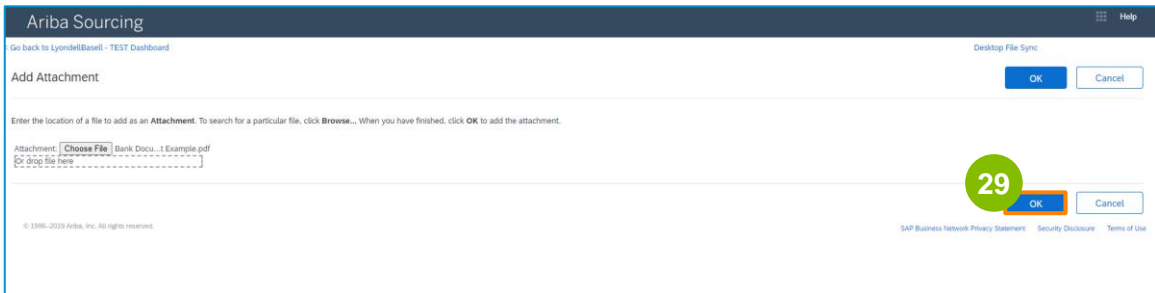 Ariba Sourcing
Help
Go back to LyondellBasell - TEST Dashboard
Desktop File Sync
Add Attachment
OK
Cancel
Enter the location of a file to add as an Attachment. To search for a particular file, click Browse... When you have finished, click OK to add the attachment.
Attachment: Choose File Bank Docu...t Example.pdf
Or drop file here
29
OK
Cancel
© 1996–2019 Ariba, Inc. All rights reserved.
SAP Business Network Privacy Statement Security Disclosure Terms of Use